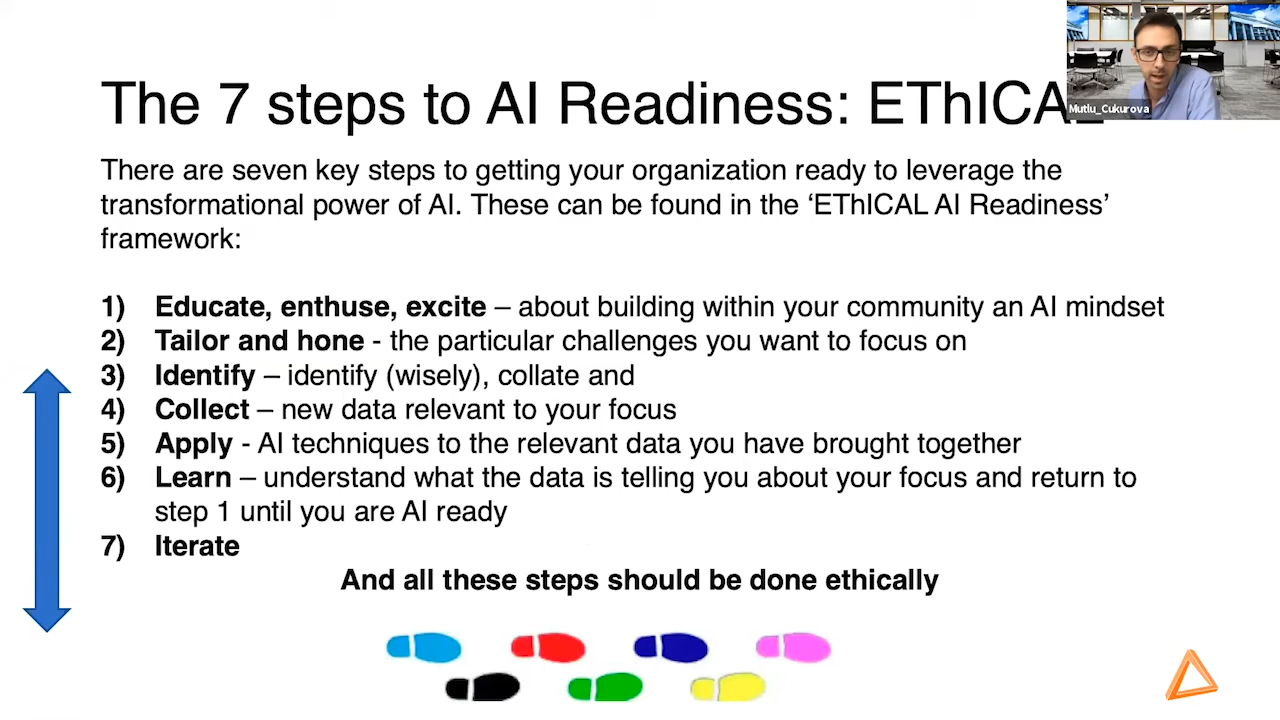 The 7 steps to AI Readiness: EThICAL
Mutlu_Cukurova
There are seven key steps to getting your organization ready to leverage the
transformational power of AI. These can be found in the ‘EThICAL AI Readiness’
framework:
1) Educate, enthuse, excite – about building within your community an AI mindset
2) Tailor and hone - the particular challenges you want to focus on
3) Identify – identify (wisely), collate and
4) Collect – new data relevant to your focus
5) Apply - AI techniques to the relevant data you have brought together
6) Learn – understand what the data is telling you about your focus and return to
step 1 until you are AI ready
7) Iterate
And all these steps should be done ethically